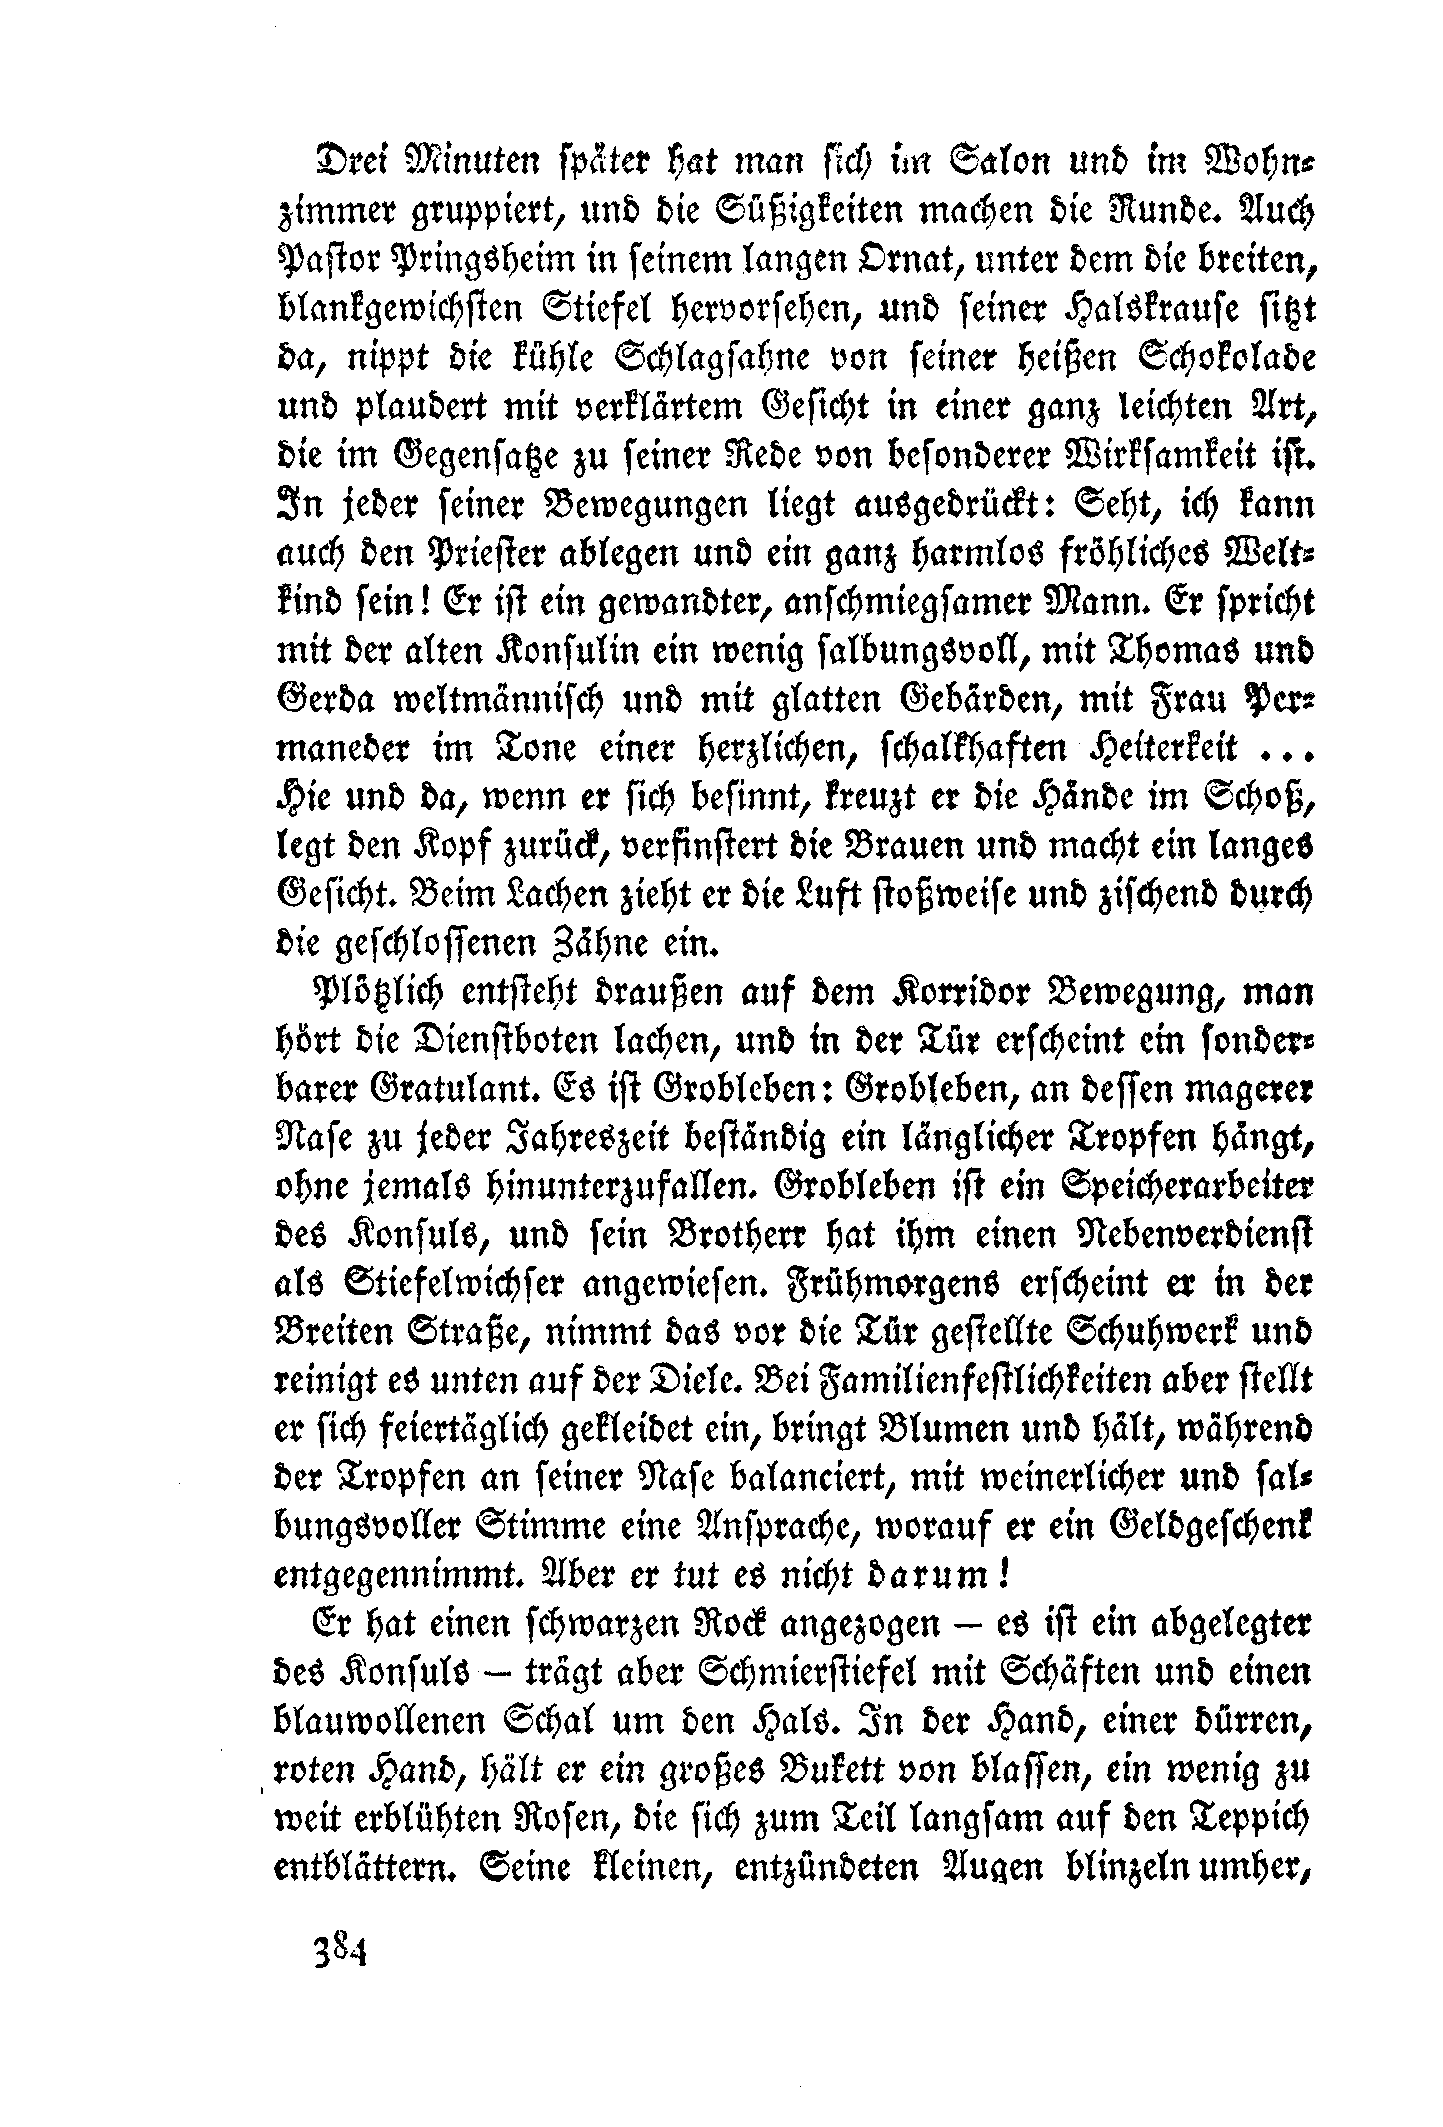 Drei Minuten später hat man sich im Salon und im Wohn-
zimmer gruppiert, und die Süßigkeiten machen die Runde. Auch
Pastor Pringsheim in seinem langen Ornat, unter dem die breiten,
blankgewichsten Stiefel hervorsehen, und seiner Halskrause sitzt
da, nippt die kühle Schlagsahne von seiner heißen Schokolade
und plaudert mit verklärtem Gesicht in einer ganz leichten Art,
die im Gegensatze zu seiner Rede von besonderer Wirksamkeit ist.
In jeder seiner Bewegungen liegt ausgedrückt: Seht, ich kann
auch den Priester ablegen und ein ganz harmlos fröhliches Welt-
kind sein! Er ist ein gewandter, anschmiegsamer Mann. Er spricht
mit der alten Konsulin ein wenig salbungsvoll, mit Thomas und
Gerda weltmännisch und mit glatten Gebärden, mit Frau Per-
maneder im Tone einer herzlichen, schalkhaften Heiterkeit ...
Hie und da, wenn er sich besinnt, kreuzt er die Hände im Schoß,
legt den Kopf zurück, verfinstert die Brauen und macht ein langes
Gesicht. Beim Lachen zieht er die Luft stoßweise und zischend durch
die geschlossenen Zähne ein.
Plötzlich entsteht draußen auf dem Korridor Bewegung, man
hört die Dienstboten lachen, und in der Tür erscheint ein sonder-
barer Gratulant. Es ist Grobleben: Grobleben, an dessen magerer
Nase zu jeder Jahreszeit beständig ein länglicher Tropfen hängt,
ohne jemals hinunterzufallen. Grobleben ist ein Speicherarbeiter
des Konsuls, und sein Brotherr hat ihm einen Nebenverdienst
als Stiefelwichser angewiesen. Frühmorgens erscheint er in der
Breiten Straße, nimmt das vor die Tür gestellte Schuhwerk und
reinigt es unten auf der Diele. Bei Familienfestlichkeiten aber stellt
er sich feiertäglich gekleidet ein, bringt Blumen und hält, während
der Tropfen an seiner Nase balanciert, mit weinerlicher und sal-
bungsvoller Stimme eine Ansprache, worauf er ein Geldgeschenk
entgegennimmt. Aber er tut es nicht darum!
Er hat einen schwarzen Rock angezogen — es ist ein abgelegter
des Konsuls — trägt aber Schmierstiefel mit Schäften und einen
blauwollenen Schal um den Hals. In der Hand, einer dürren,
roten Hand, hält er ein großes Bukett von blassen, ein wenig zu
weit erblühten Rosen, die sich zum Teil langsam auf den Teppich
entblättern. Seine kleinen, entzündeten Augen blinzeln umher,
384